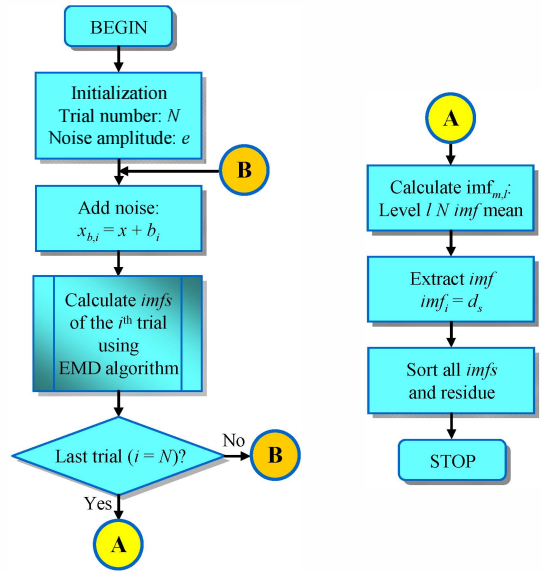 BEGIN
Initialization
Trial number: N
Noise amplitude: e
B
Add noise:
x_{b,i} = x + b_i
Calculate imfs
of the i^{th} trial
using
EMD algorithm
Last trial (i = N)?
No
B
Yes
A
A
Calculate imf_{m,l}:
Level l N imf mean
Extract imf
imf_i = d_s
Sort all imfs
and residue
STOP